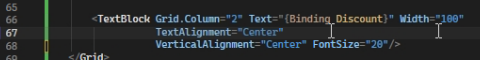 65
66 <TextBlock Grid.Column="2" Text="{Binding Discount}" Width="100"
67 TextAlignment="Center"
68 VerticalAlignment="Center" FontSize="20"/>
69 </Grid>